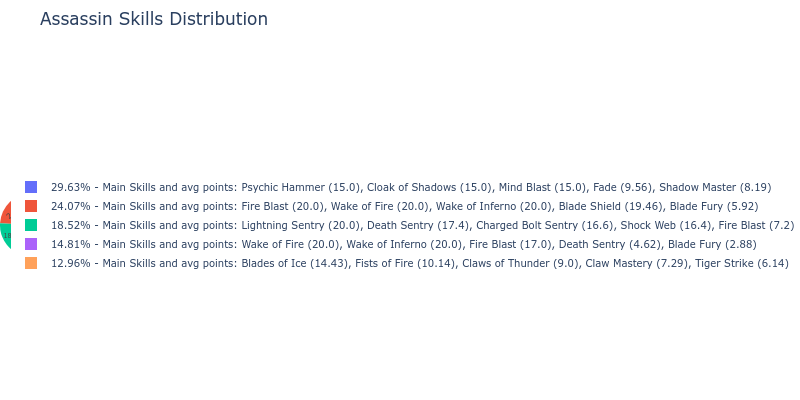 Assassin Skills Distribution
29.63% - Main Skills and avg points: Psychic Hammer (15.0), Cloak of Shadows (15.0), Mind Blast (15.0), Fade (9.56), Shadow Master (8.19)
24.07% - Main Skills and avg points: Fire Blast (20.0), Wake of Fire (20.0), Wake of Inferno (20.0), Blade Shield (19.46), Blade Fury (5.92)
18.52% - Main Skills and avg points: Lightning Sentry (20.0), Death Sentry (17.4), Charged Bolt Sentry (16.6), Shock Web (16.4), Fire Blast (7.2)
14.81% - Main Skills and avg points: Wake of Fire (20.0), Wake of Inferno (20.0), Fire Blast (17.0), Death Sentry (4.62), Blade Fury (2.88)
12.96% - Main Skills and avg points: Blades of Ice (14.43), Fists of Fire (10.14), Claws of Thunder (9.0), Claw Mastery (7.29), Tiger Strike (6.14)